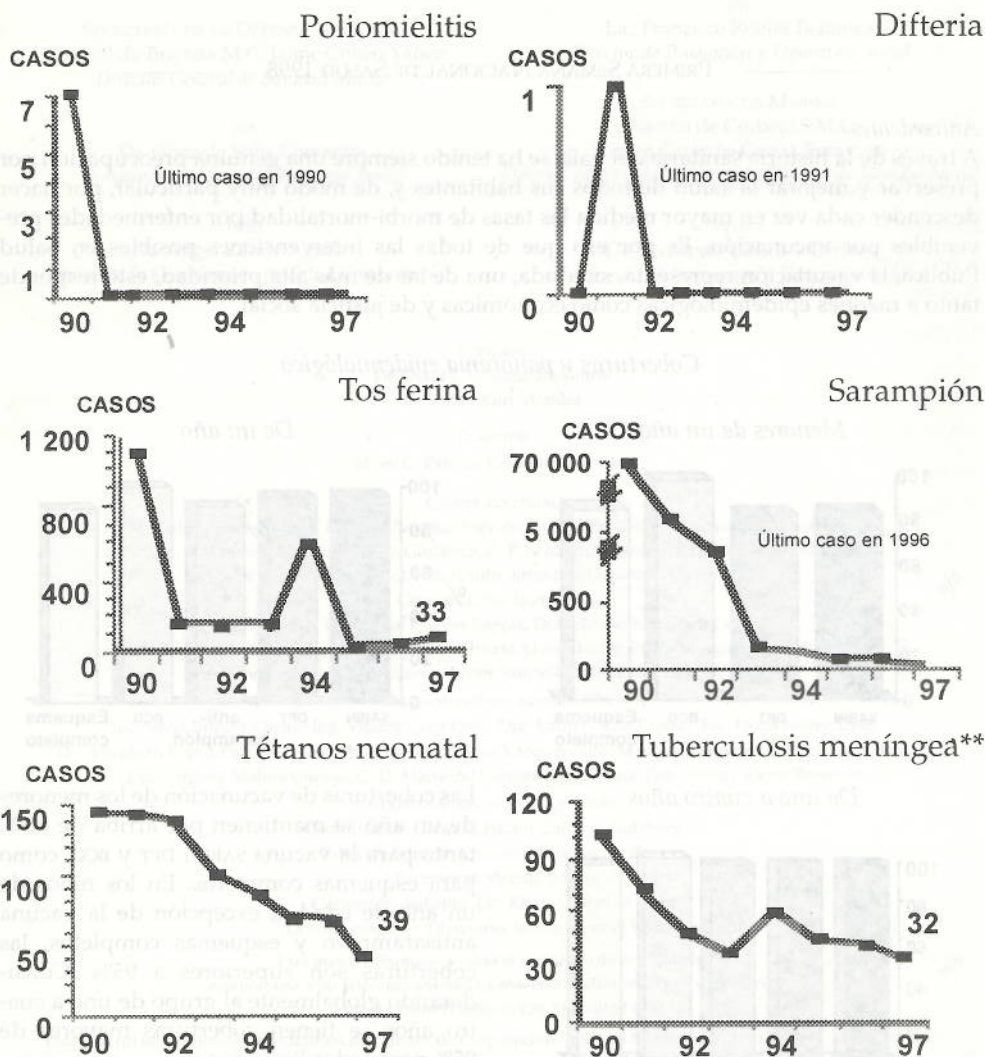 Poliomielitis
CASOS
7
5
3
1
Último caso en 1990
90 92 94 97
Difteria
CASOS
1
0
Último caso en 1991
90 92 94 97
Tos ferina
CASOS
1 200
800
400
0
33
90 92 94 97
Sarampión
CASOS
70 000
5 000
500
0
Último caso en 1996
90 92 94 97
Tétanos neonatal
CASOS
150
100
50
0
39
90 92 94 97
Tuberculosis meníngea**
CASOS
120
90
60
30
0
32
90 92 94 97